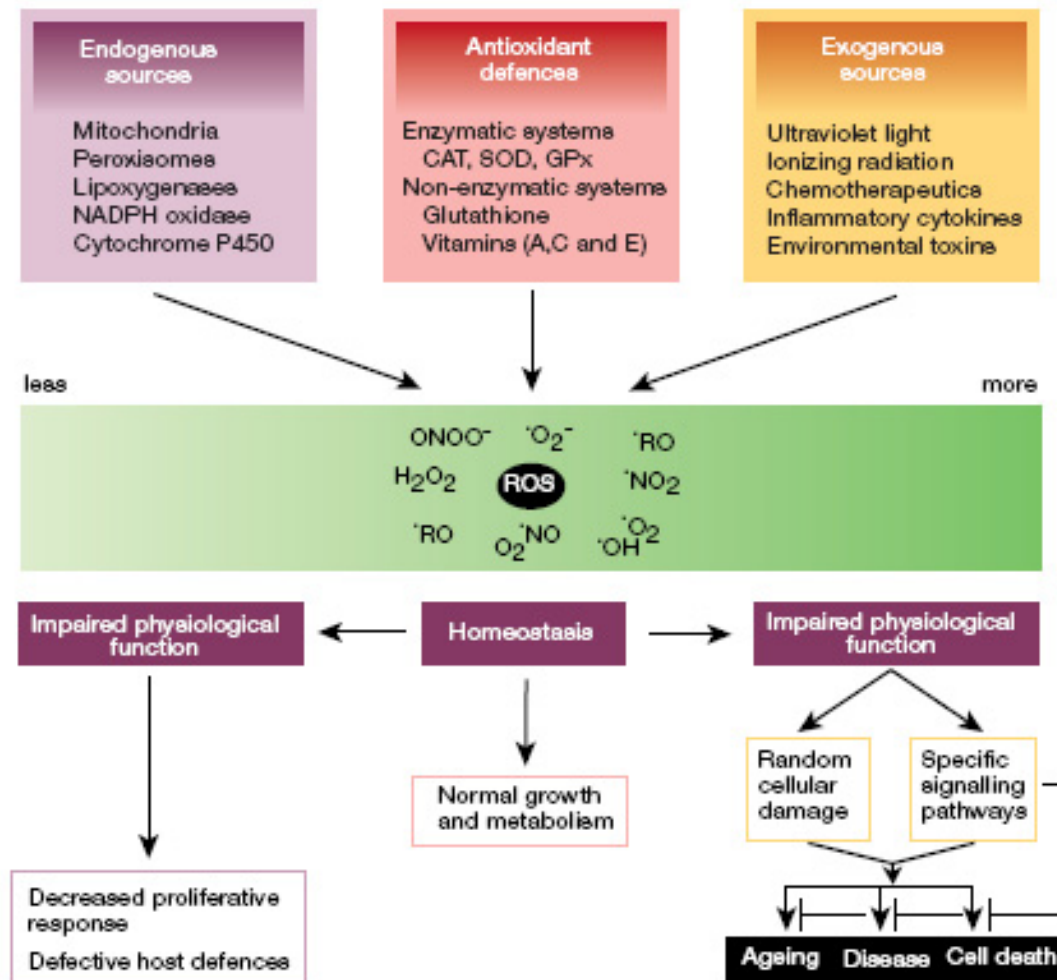 Endogenous
sources
Mitochondria
Peroxisomes
Lipoxygenases
NADPH oxidase
Cytochrome P450
Antioxidant
defences
Enzymatic systems
CAT, SOD, GPx
Non-enzymatic systems
Glutathione
Vitamins (A,C and E)
Exogenous
sources
Ultraviolet light
Ionizing radiation
Chemotherapeutics
Inflammatory cytokines
Environmental toxins
less
more
ONOO⁻
˙O₂⁻
˙RO
H₂O₂
ROS
˙NO₂
˙RO
O₂
˙NO
˙OH
˙O₂
Impaired physiological
function
Homeostasis
Impaired physiological
function
Normal growth
and metabolism
Random
cellular
damage
Specific
signalling
pathways
Decreased proliferative
response
Defective host defences
Ageing
Disease
Cell death